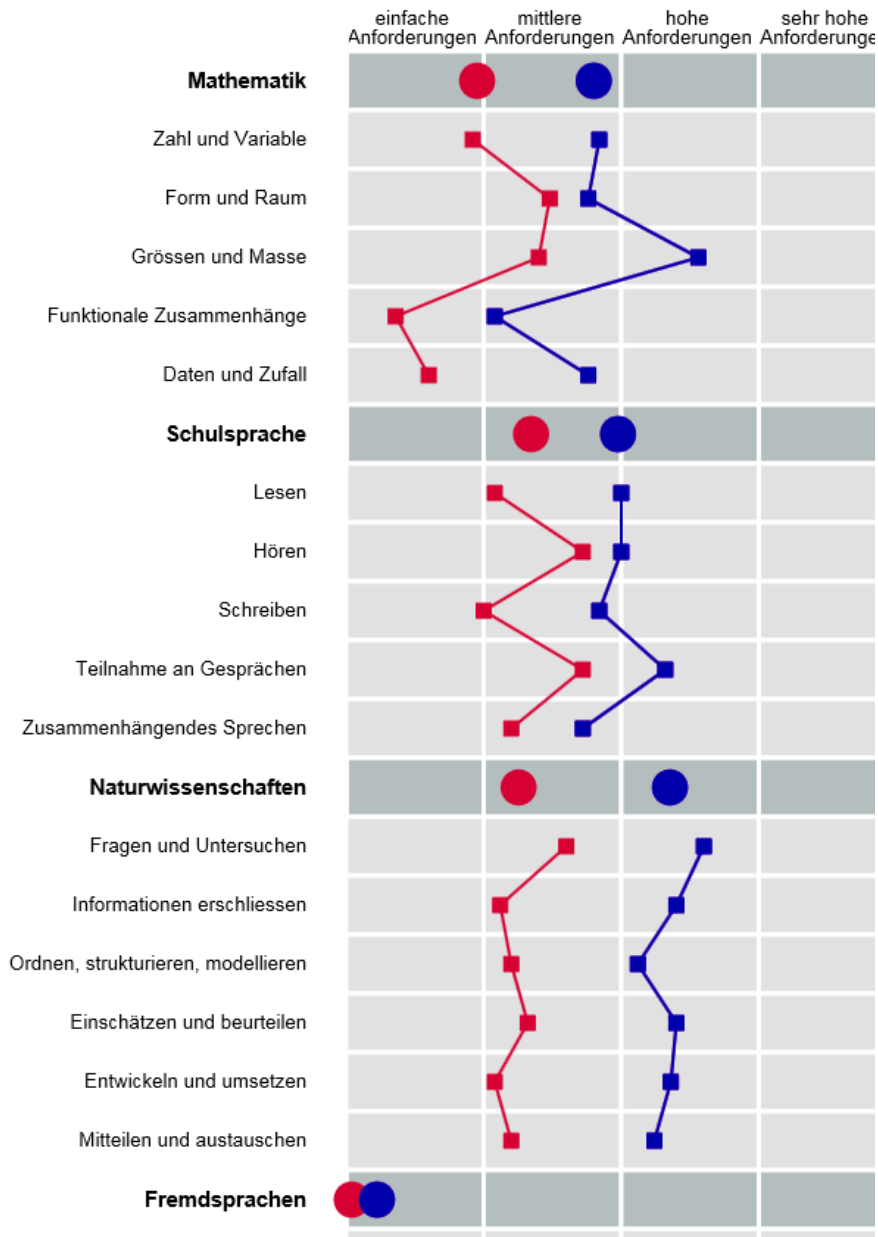 einfache
Anforderungen
mittlere
Anforderungen
hohe
Anforderungen
sehr hohe
Anforderunge
Mathematik
Zahl und Variable
Form und Raum
Grössen und Masse
Funktionale Zusammenhänge
Daten und Zufall
Schulsprache
Lesen
Hören
Schreiben
Teilnahme an Gesprächen
Zusammenhängendes Sprechen
Naturwissenschaften
Fragen und Untersuchen
Informationen erschliessen
Ordnen, strukturieren, modellieren
Einschätzen und beurteilen
Entwickeln und umsetzen
Mitteilen und austauschen
Fremdsprachen